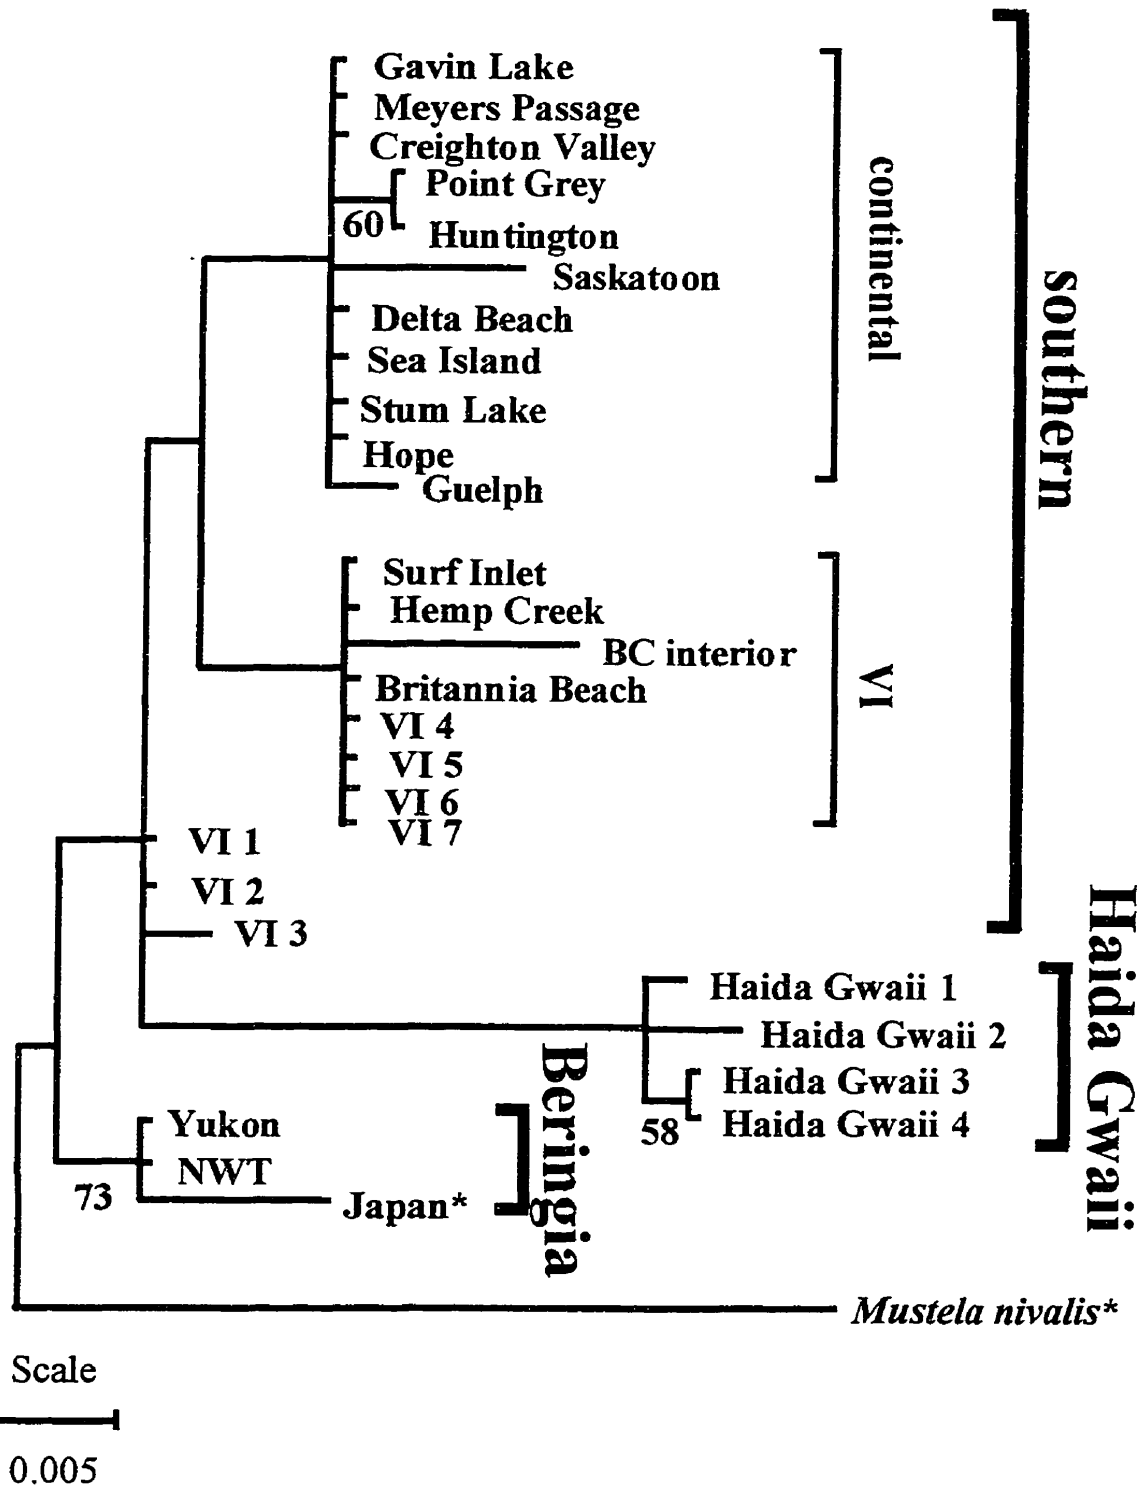 Gavin Lake
Meyers Passage
Creighton Valley
Point Grey
60
Huntington
Saskatoon
Delta Beach
Sea Island
Stum Lake
Hope
Guelph
continental
southern
Surf Inlet
Hemp Creek
BC interior
Britannia Beach
VI 4
VI 5
VI 6
VI 7
VI
VI 1
VI 2
VI 3
Haida Gwaii 1
Haida Gwaii 2
Haida Gwaii 3
58
Haida Gwaii 4
Haida Gwaii
Yukon
NWT
73
Japan*
Beringia
Mustela nivalis*
Scale
0.005